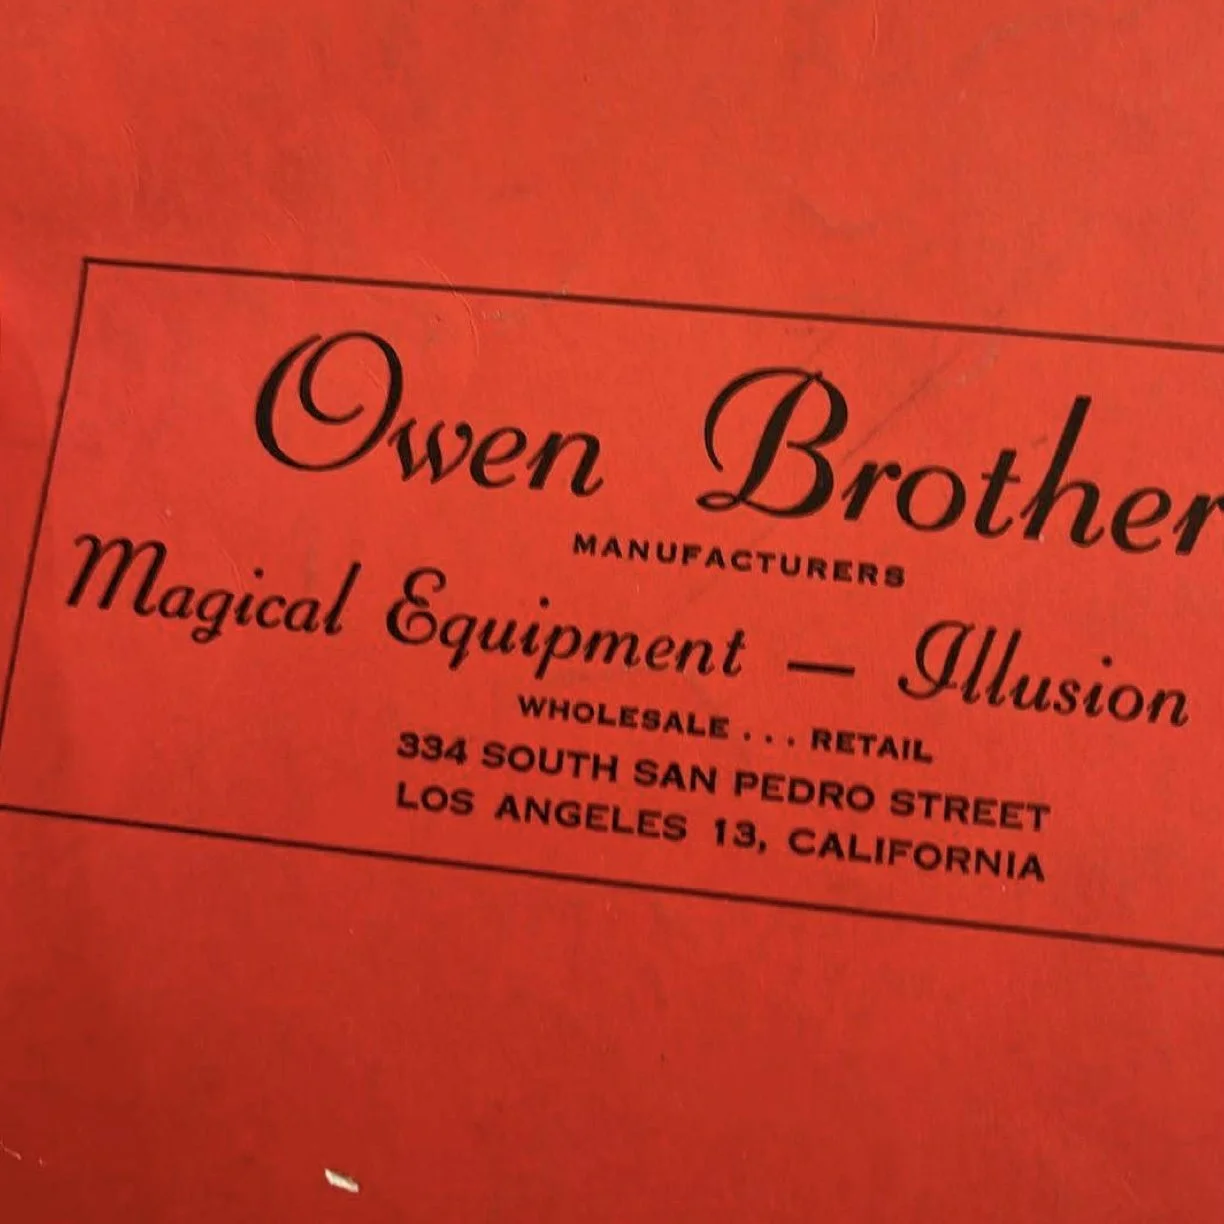 Owen Brother
MANUFACTURERS
Magical Equipment — Illusion
WHOLESALE . . . RETAIL
334 SOUTH SAN PEDRO STREET
LOS ANGELES 13, CALIFORNIA